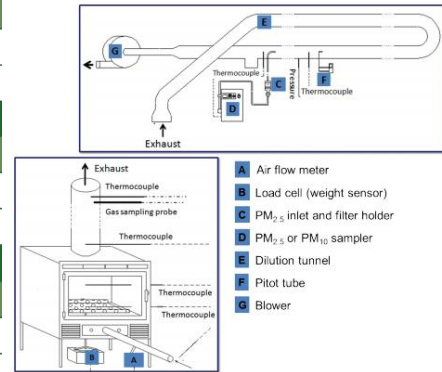 E
G
Thermocouple
C
Pressure
F
Thermocouple
D
Exhaust
Exhaust
Thermocouple
Gas sampling probe
Thermocouple
Thermocouple
Thermocouple
B
A
A Air flow meter
B Load cell (weight sensor)
C PM2.5 inlet and filter holder
D PM2.5 or PM10 sampler
E Dilution tunnel
F Pitot tube
G Blower